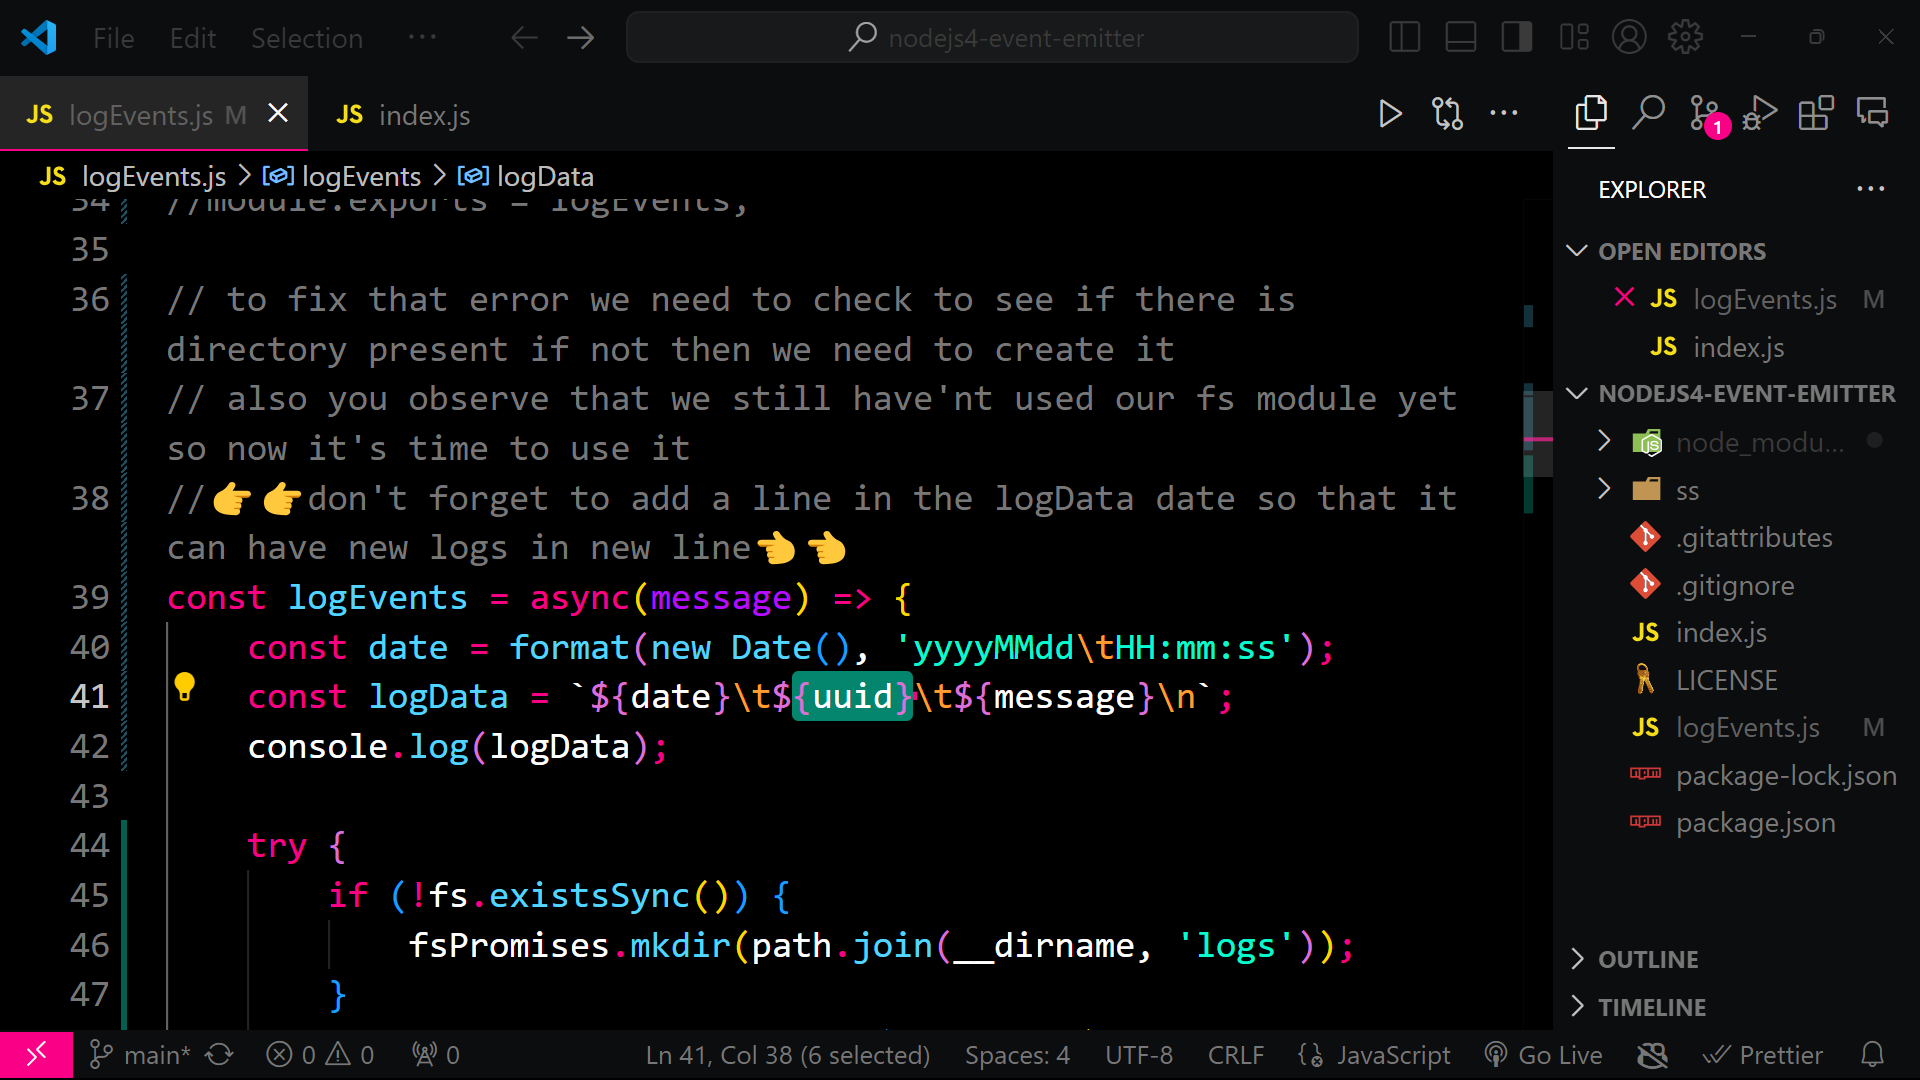 File Edit Selection ···
nodejs4-event-emitter
JS logEvents.js M
JS index.js
JS logEvents.js > logEvents > logData
34 //module.exports = logEvents;
35
36 // to fix that error we need to check to see if there is
directory present if not then we need to create it
37 // also you observe that we still have'nt used our fs module yet
so now it's time to use it
38 //👉👉don't forget to add a line in the logData date so that it
can have new logs in new line👈👈
39 const logEvents = async(message) => {
40 const date = format(new Date(), 'yyyyMMdd\tHH:mm:ss');
41 const logData = `${date}\t${uuid}\t${message}\n`;
42 console.log(logData);
43
44 try {
45 if (!fs.existsSync()) {
46 fsPromises.mkdir(path.join(__dirname, 'logs'));
47 }
1
EXPLORER ···
OPEN EDITORS
JS logEvents.js M
JS index.js
NODEJS4-EVENT-EMITTER
node_modu...
ss
.gitattributes
.gitignore
JS index.js
LICENSE
JS logEvents.js M
package-lock.json
package.json
OUTLINE
TIMELINE
main* 0 0 0 Ln 41, Col 38 (6 selected) Spaces: 4 UTF-8 CRLF JavaScript Go Live Prettier